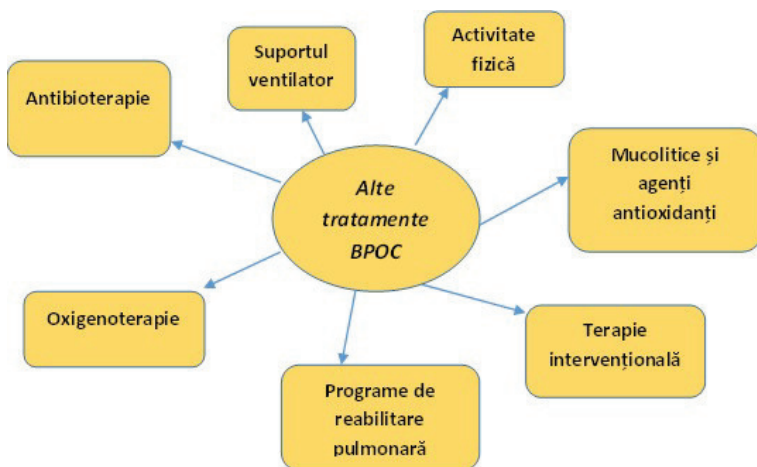 Suportul
ventilator
Activitate
fizică
Antibioterapie
Mucolitice și
agenți
antioxidanți
Alte
tratamente
BPOC
Oxigenoterapie
Terapie
intervențională
Programe de
reabilitare
pulmonară